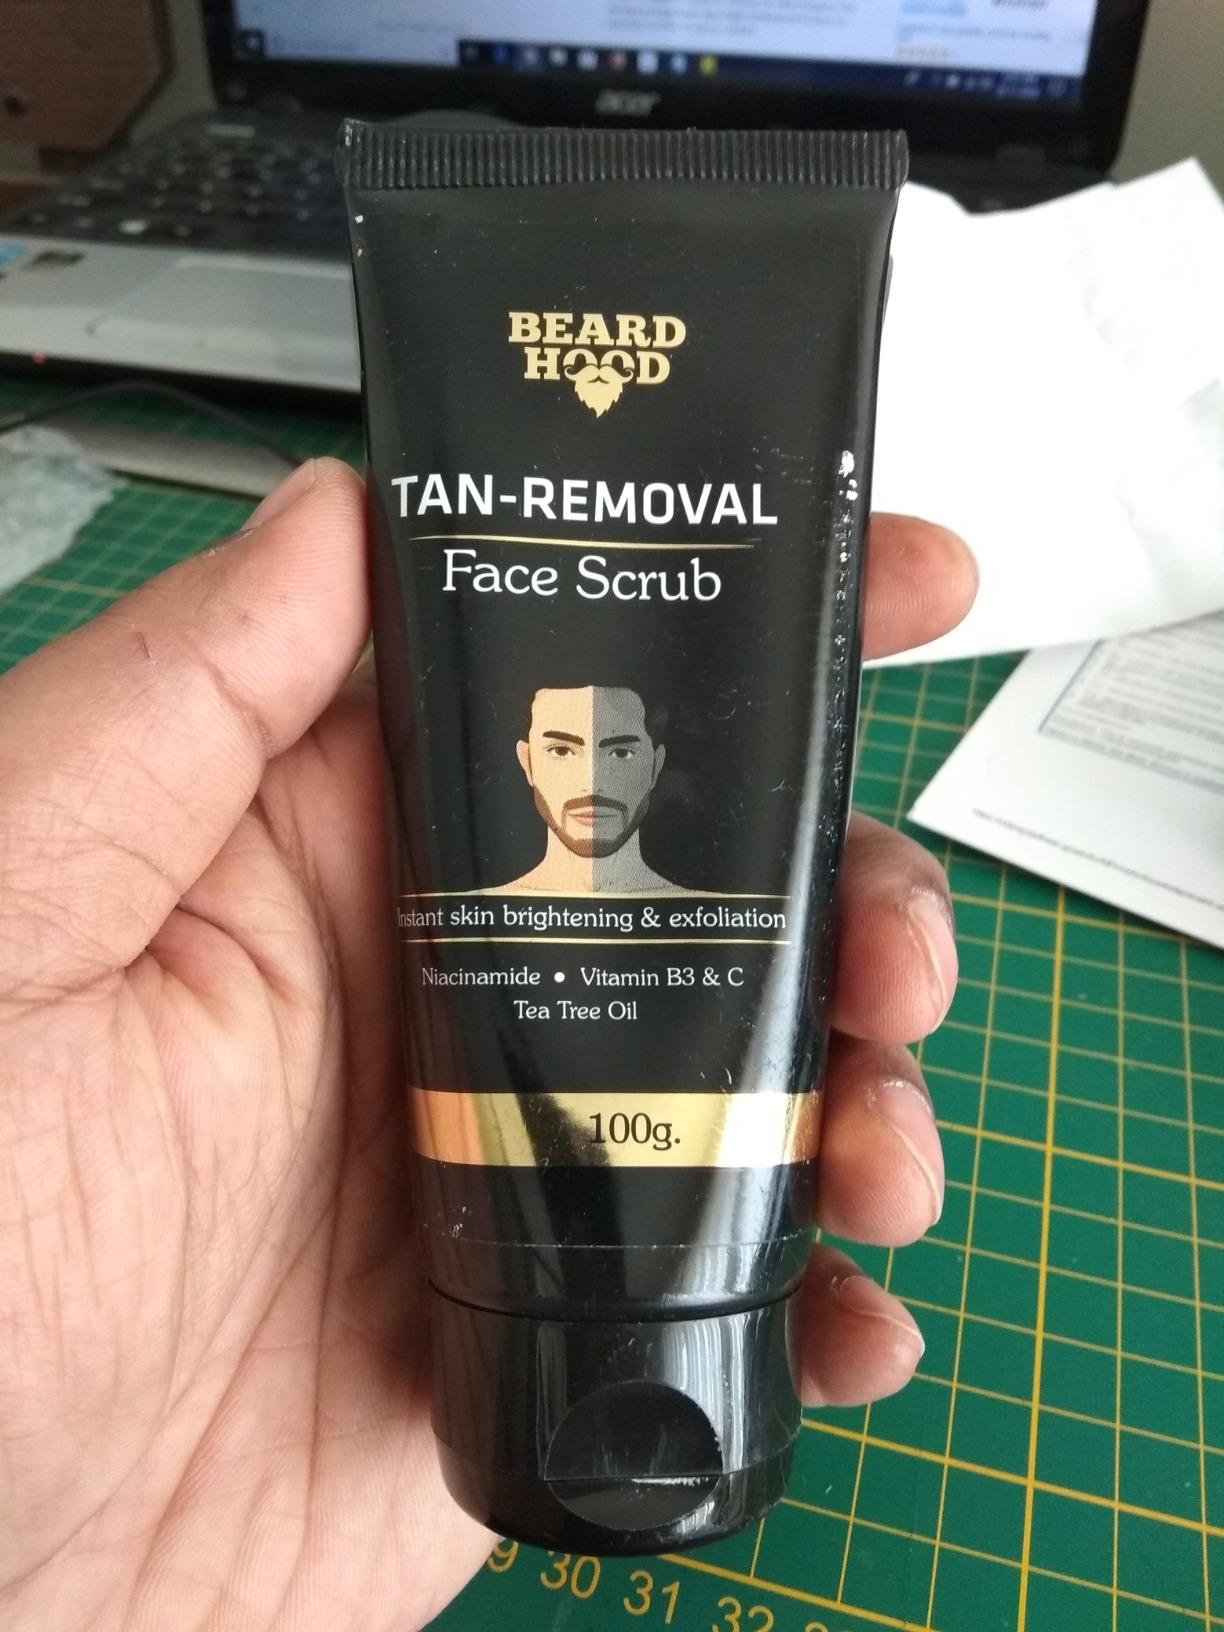 acer
BEARD
HOOD
TAN-REMOVAL
Face Scrub
Instant skin brightening & exfoliation
Niacinamide • Vitamin B3 & C
Tea Tree Oil
100g.
30 31 32